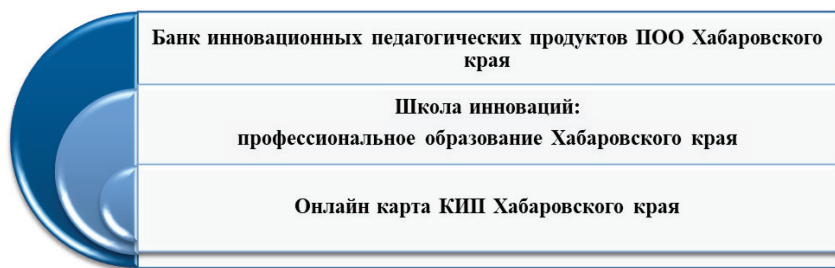 Банк инновационных педагогических продуктов ПОО Хабаровского
края
Школа инноваций:
профессиональное образование Хабаровского края
Онлайн карта КИП Хабаровского края